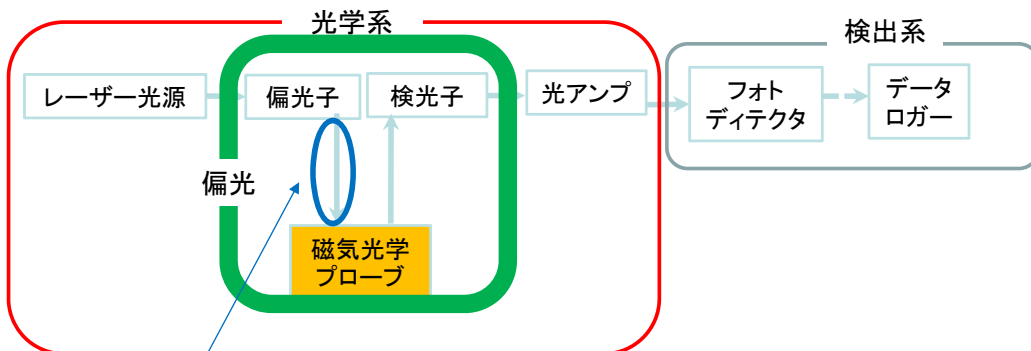 光学系
検出系
レーザー光源
偏光子
検光子
光アンプ
フォト
ディテクタ
データ
ロガー
偏光
磁気光学
プローブ